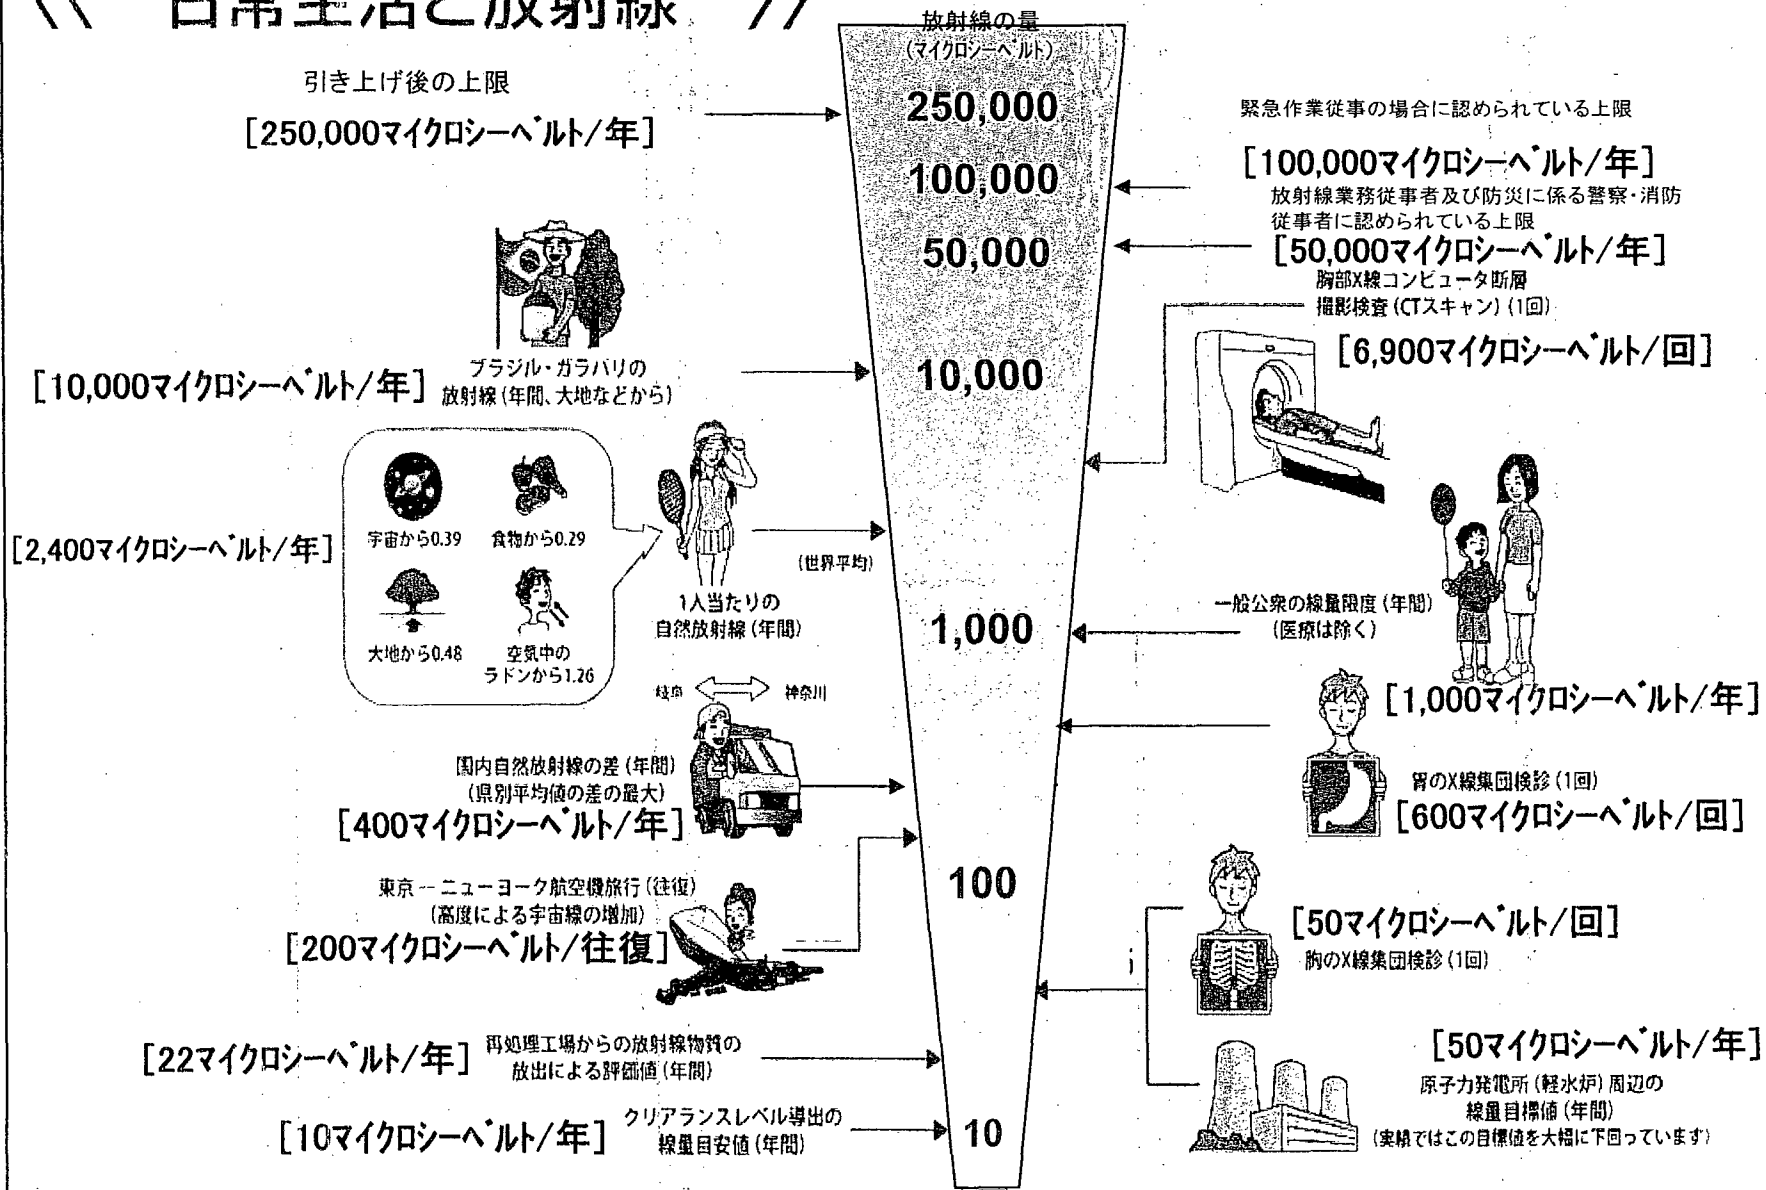 日常生活と放射線
放射線の量
(マイクロシーベルト)
250,000
100,000
50,000
10,000
1,000
100
10
引き上げ後の上限
[250,000マイクロシーベルト/年]
[10,000マイクロシーベルト/年]
ブラジル・ガラパリの
放射線(年間、大地などから)
[2,400マイクロシーベルト/年]
宇宙から0.39
食物から0.29
大地から0.48
空気中の
ラドンから1.26
(世界平均)
1人当たりの
自然放射線(年間)
岐阜
神奈川
国内自然放射線の差(年間)
(県別平均値の差の最大)
[400マイクロシーベルト/年]
東京--ニューヨーク航空機旅行(往復)
(高度による宇宙線の増加)
[200マイクロシーベルト/往復]
[22マイクロシーベルト/年]
再処理工場からの放射線物質の
放出による評価値(年間)
[10マイクロシーベルト/年]
クリアランスレベル導出の
線量目安値(年間)
緊急作業従事の場合に認められている上限
[100,000マイクロシーベルト/年]
放射線業務従事者及び防災に係る警察・消防
従事者に認められている上限
[50,000マイクロシーベルト/年]
胸部X線コンピュータ断層
撮影検査(CTスキャン)(1回)
[6,900マイクロシーベルト/回]
一般公衆の線量限度(年間)
(医療は除く)
[1,000マイクロシーベルト/年]
胃のX線集団検診(1回)
[600マイクロシーベルト/回]
[50マイクロシーベルト/回]
胸のX線集団検診(1回)
[50マイクロシーベルト/年]
原子力発電所(軽水炉)周辺の
線量目標値(年間)
(実績ではこの目標値を大幅に下回っています)